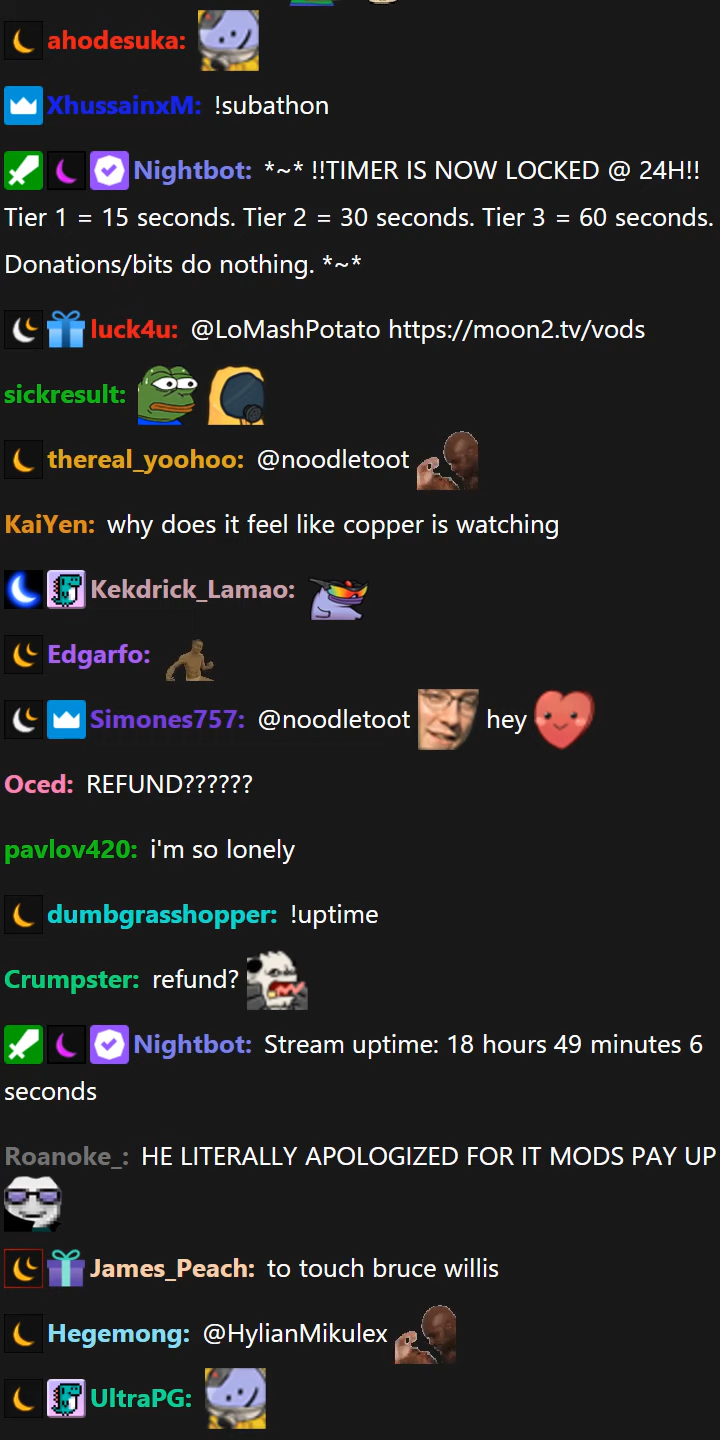 ahodesuka:
XhussainxM: !subathon
Nightbot: *~* !!TIMER IS NOW LOCKED @ 24H!!
Tier 1 = 15 seconds. Tier 2 = 30 seconds. Tier 3 = 60 seconds.
Donations/bits do nothing. *~*
luck4u: @LoMashPotato https://moon2.tv/vods
sickresult:
thereal_yoohoo: @noodletoot
KaiYen: why does it feel like copper is watching
Kekdrick_Lamao:
Edgarfo:
Simones757: @noodletoot hey
Oced: REFUND??????
pavlov420: i'm so lonely
dumbgrasshopper: !uptime
Crumpster: refund?
Nightbot: Stream uptime: 18 hours 49 minutes 6
seconds
Roanoke_: HE LITERALLY APOLOGIZED FOR IT MODS PAY UP
James_Peach: to touch bruce willis
Hegemong: @HylianMikulex
UltraPG: